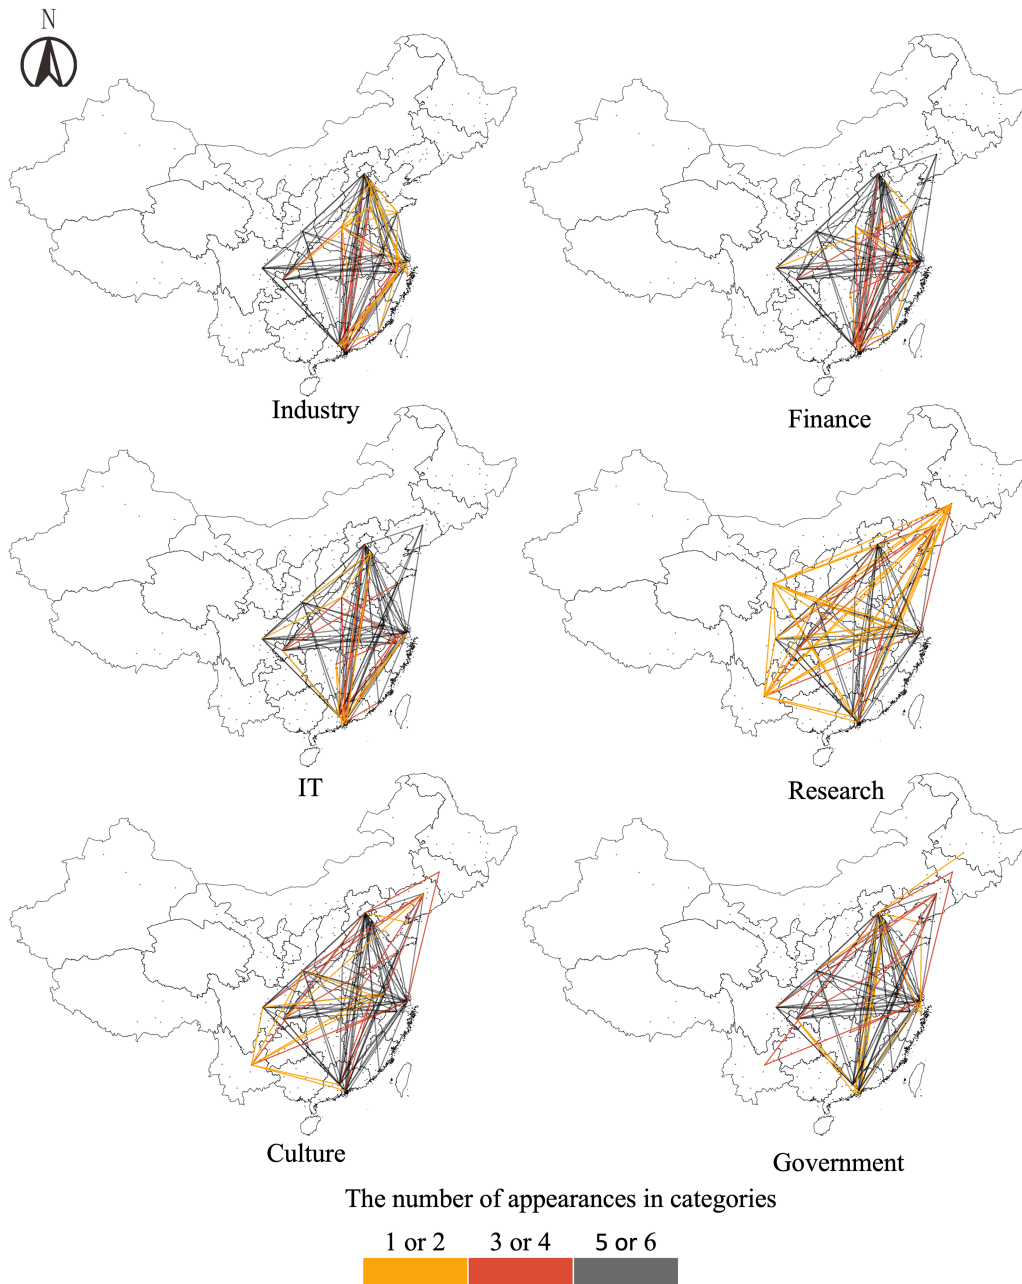 N
Industry
Finance
IT
Research
Culture
Government
The number of appearances in categories
1 or 2
3 or 4
5 or 6